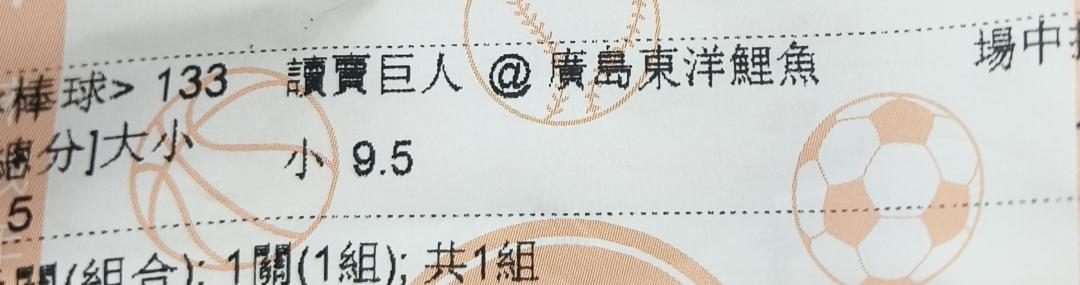 棒球> 133 讀賣巨人 @ 廣島東洋鯉魚 場中
總分]大小 小 9.5
5
關(組合); 1關(1組); 共1組